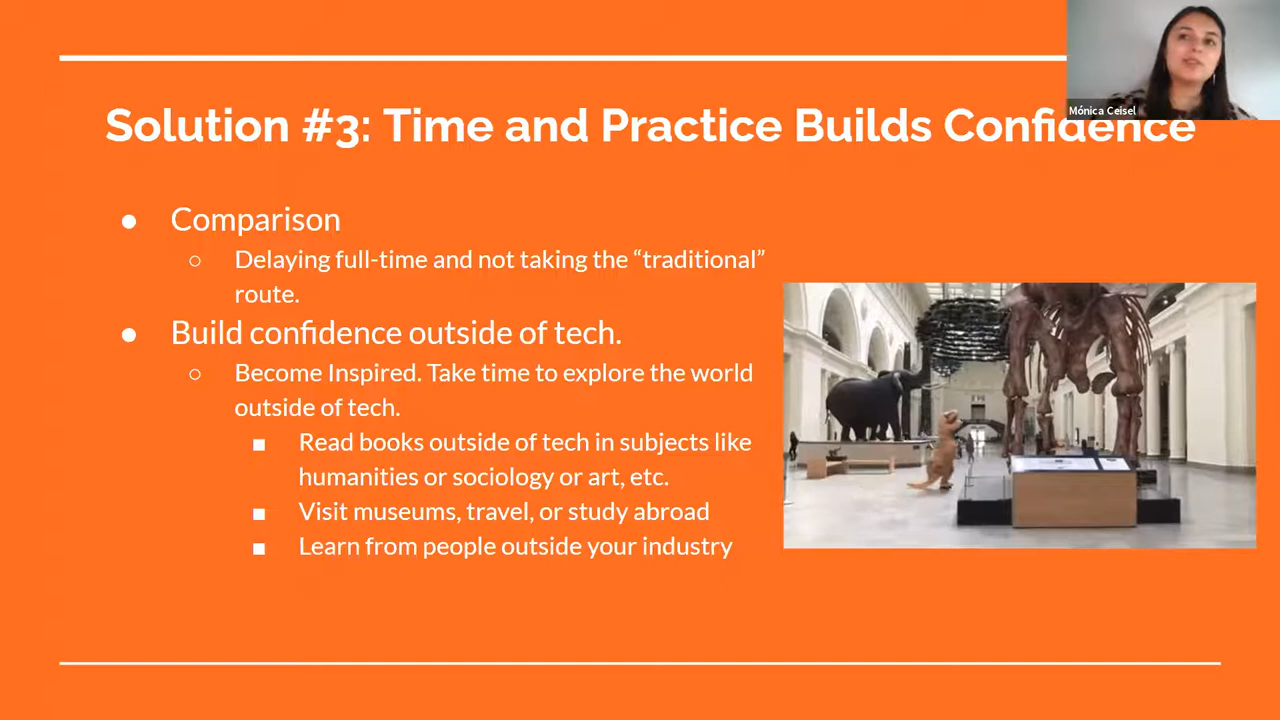 Mónica Ceisel
Solution #3: Time and Practice Builds Confidence
● Comparison
○ Delaying full-time and not taking the “traditional”
route.
● Build confidence outside of tech.
○ Become Inspired. Take time to explore the world
outside of tech.
■ Read books outside of tech in subjects like
humanities or sociology or art, etc.
■ Visit museums, travel, or study abroad
■ Learn from people outside your industry